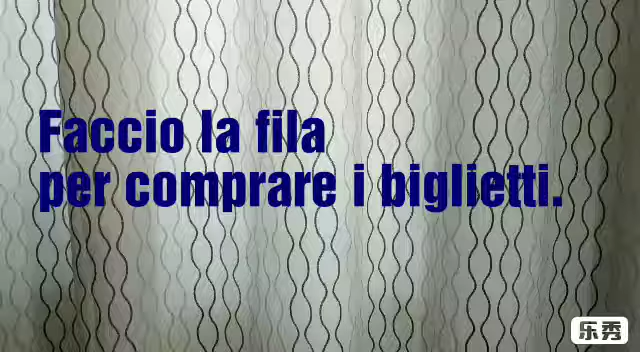 Faccio la fila
per comprare i biglietti.
乐秀